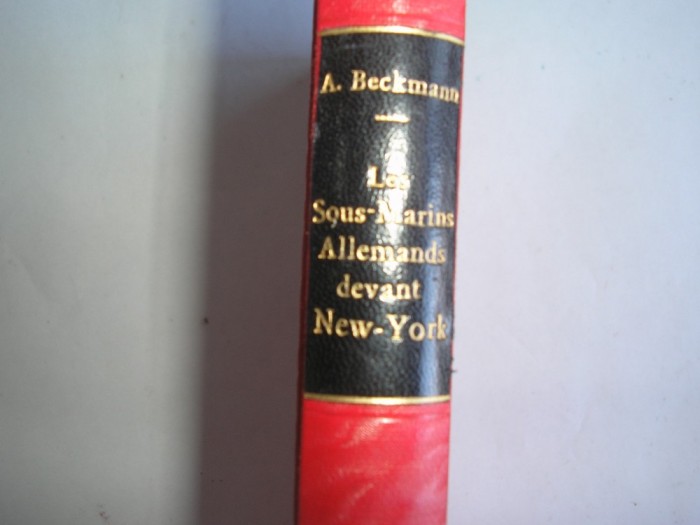 A. Beckmann
Les
Sous-Marins
Allemands
devant
New-York